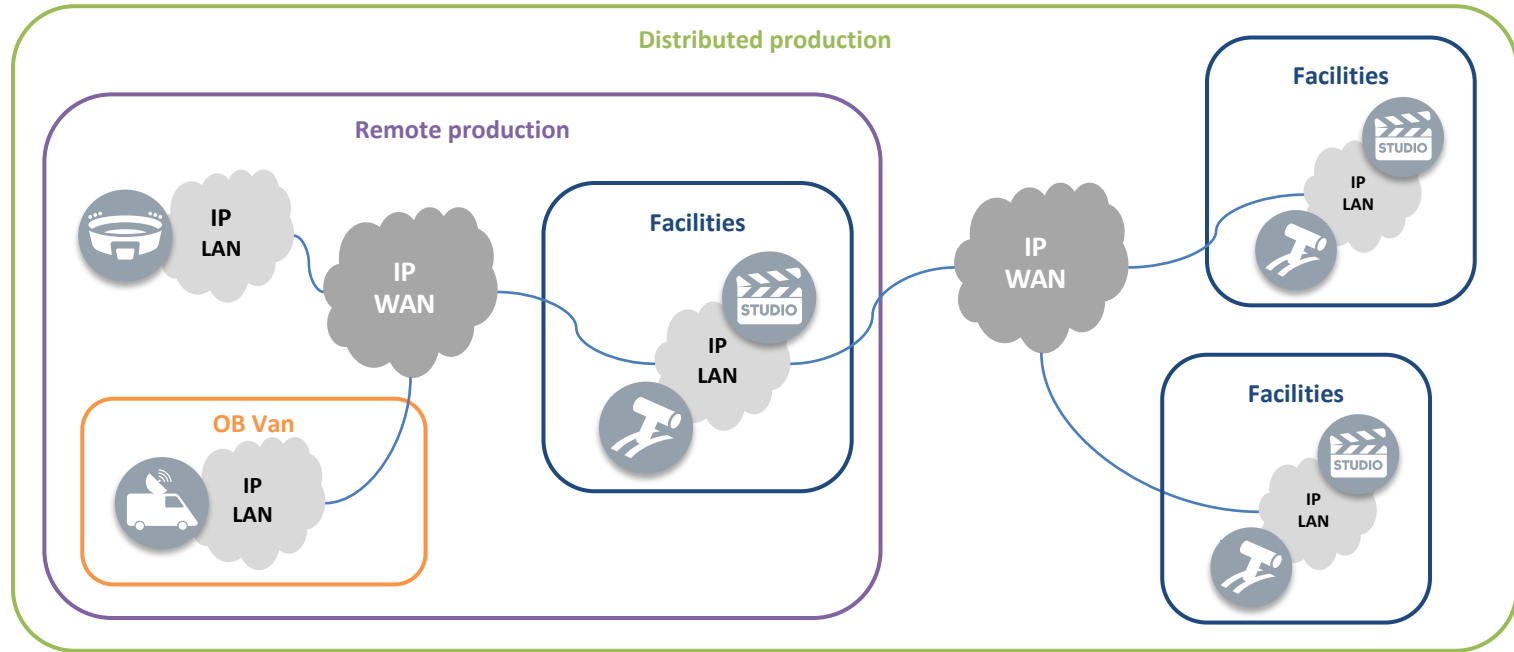 Distributed production
Remote production
IP
LAN
IP
WAN
OB Van
IP
LAN
Facilities
STUDIO
IP
LAN
IP
WAN
Facilities
STUDIO
IP
LAN
Facilities
STUDIO
IP
LAN